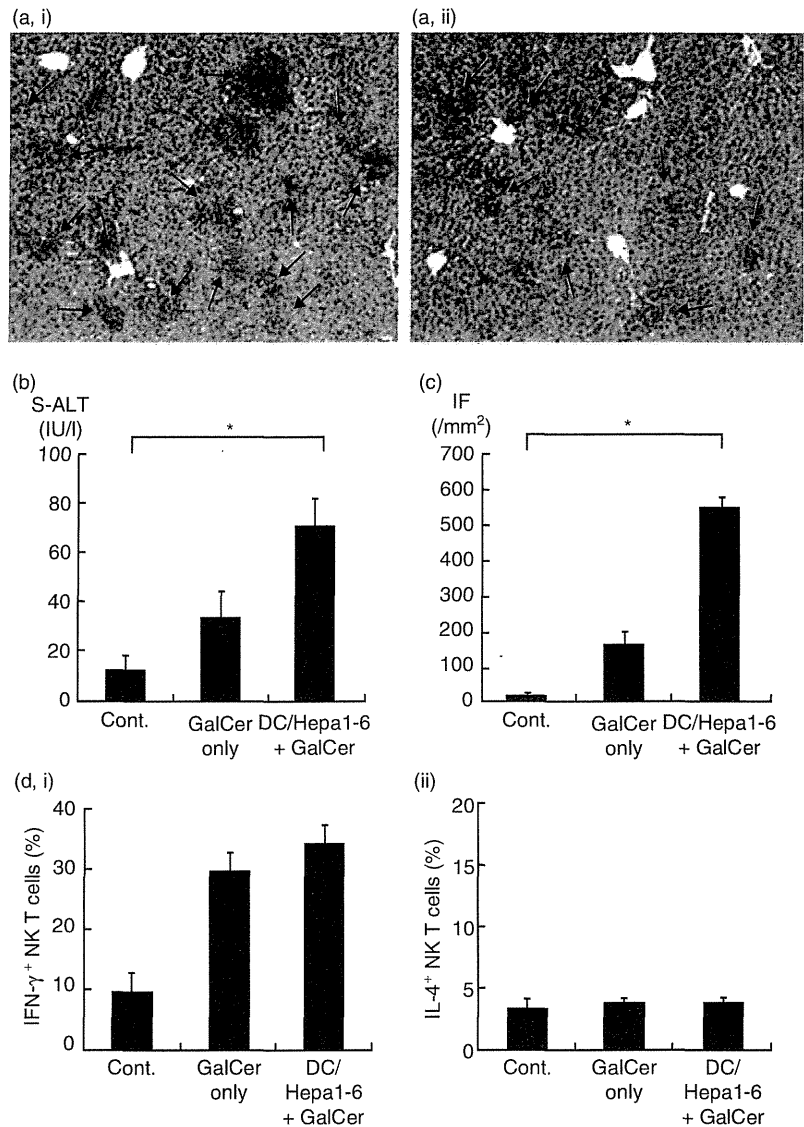 (a, i)
(a, ii)
(b)
S-ALT
(IU/l)
*
100
80
60
40
20
0
Cont.
GalCer
only
DC/Hepa1-6
+ GalCer
(c)
IF
(/mm²)
*
700
600
500
400
300
200
100
0
Cont.
GalCer
only
DC/Hepa1-6
+ GalCer
(d, i)
IFN-γ⁺ NK T cells (%)
40
30
20
10
0
Cont.
GalCer
only
DC/
Hepa1-6
+ GalCer
(ii)
IL-4⁺ NK T cells (%)
20
15
10
5
0
Cont.
GalCer
only
DC/
Hepa1-6
+ GalCer